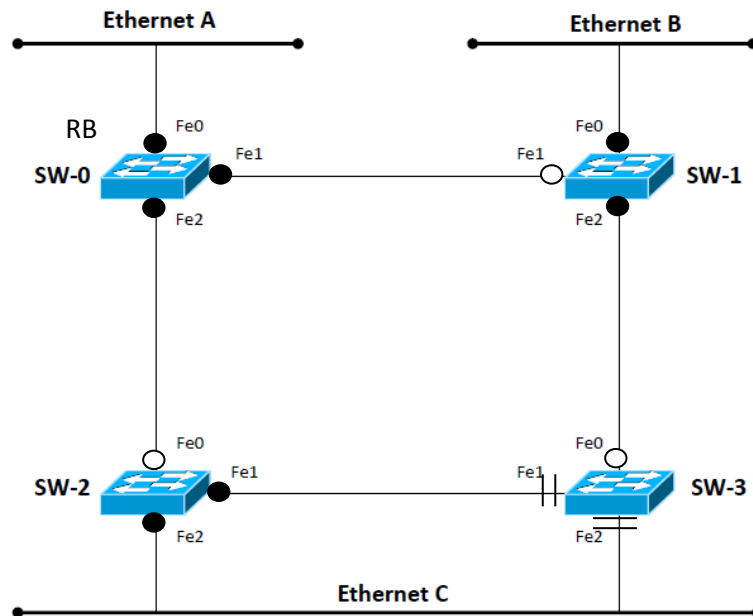 Ethernet A
Ethernet B
RB
Fe0
Fe0
SW-0
Fe1
Fe1
SW-1
Fe2
Fe2
Fe0
Fe0
SW-2
Fe1
Fe1
SW-3
Fe2
Fe2
Ethernet C